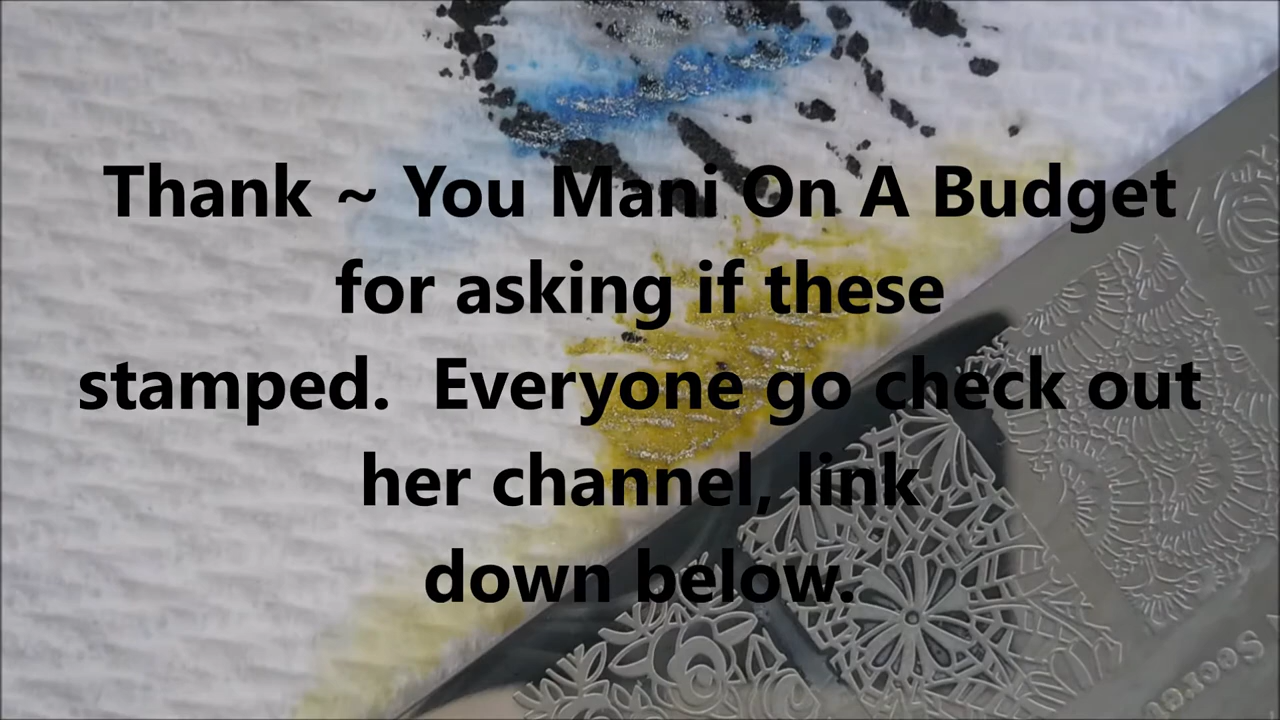 Thank ~ You Mani On A Budget
for asking if these
stamped.  Everyone go check out
her channel, link
down below.